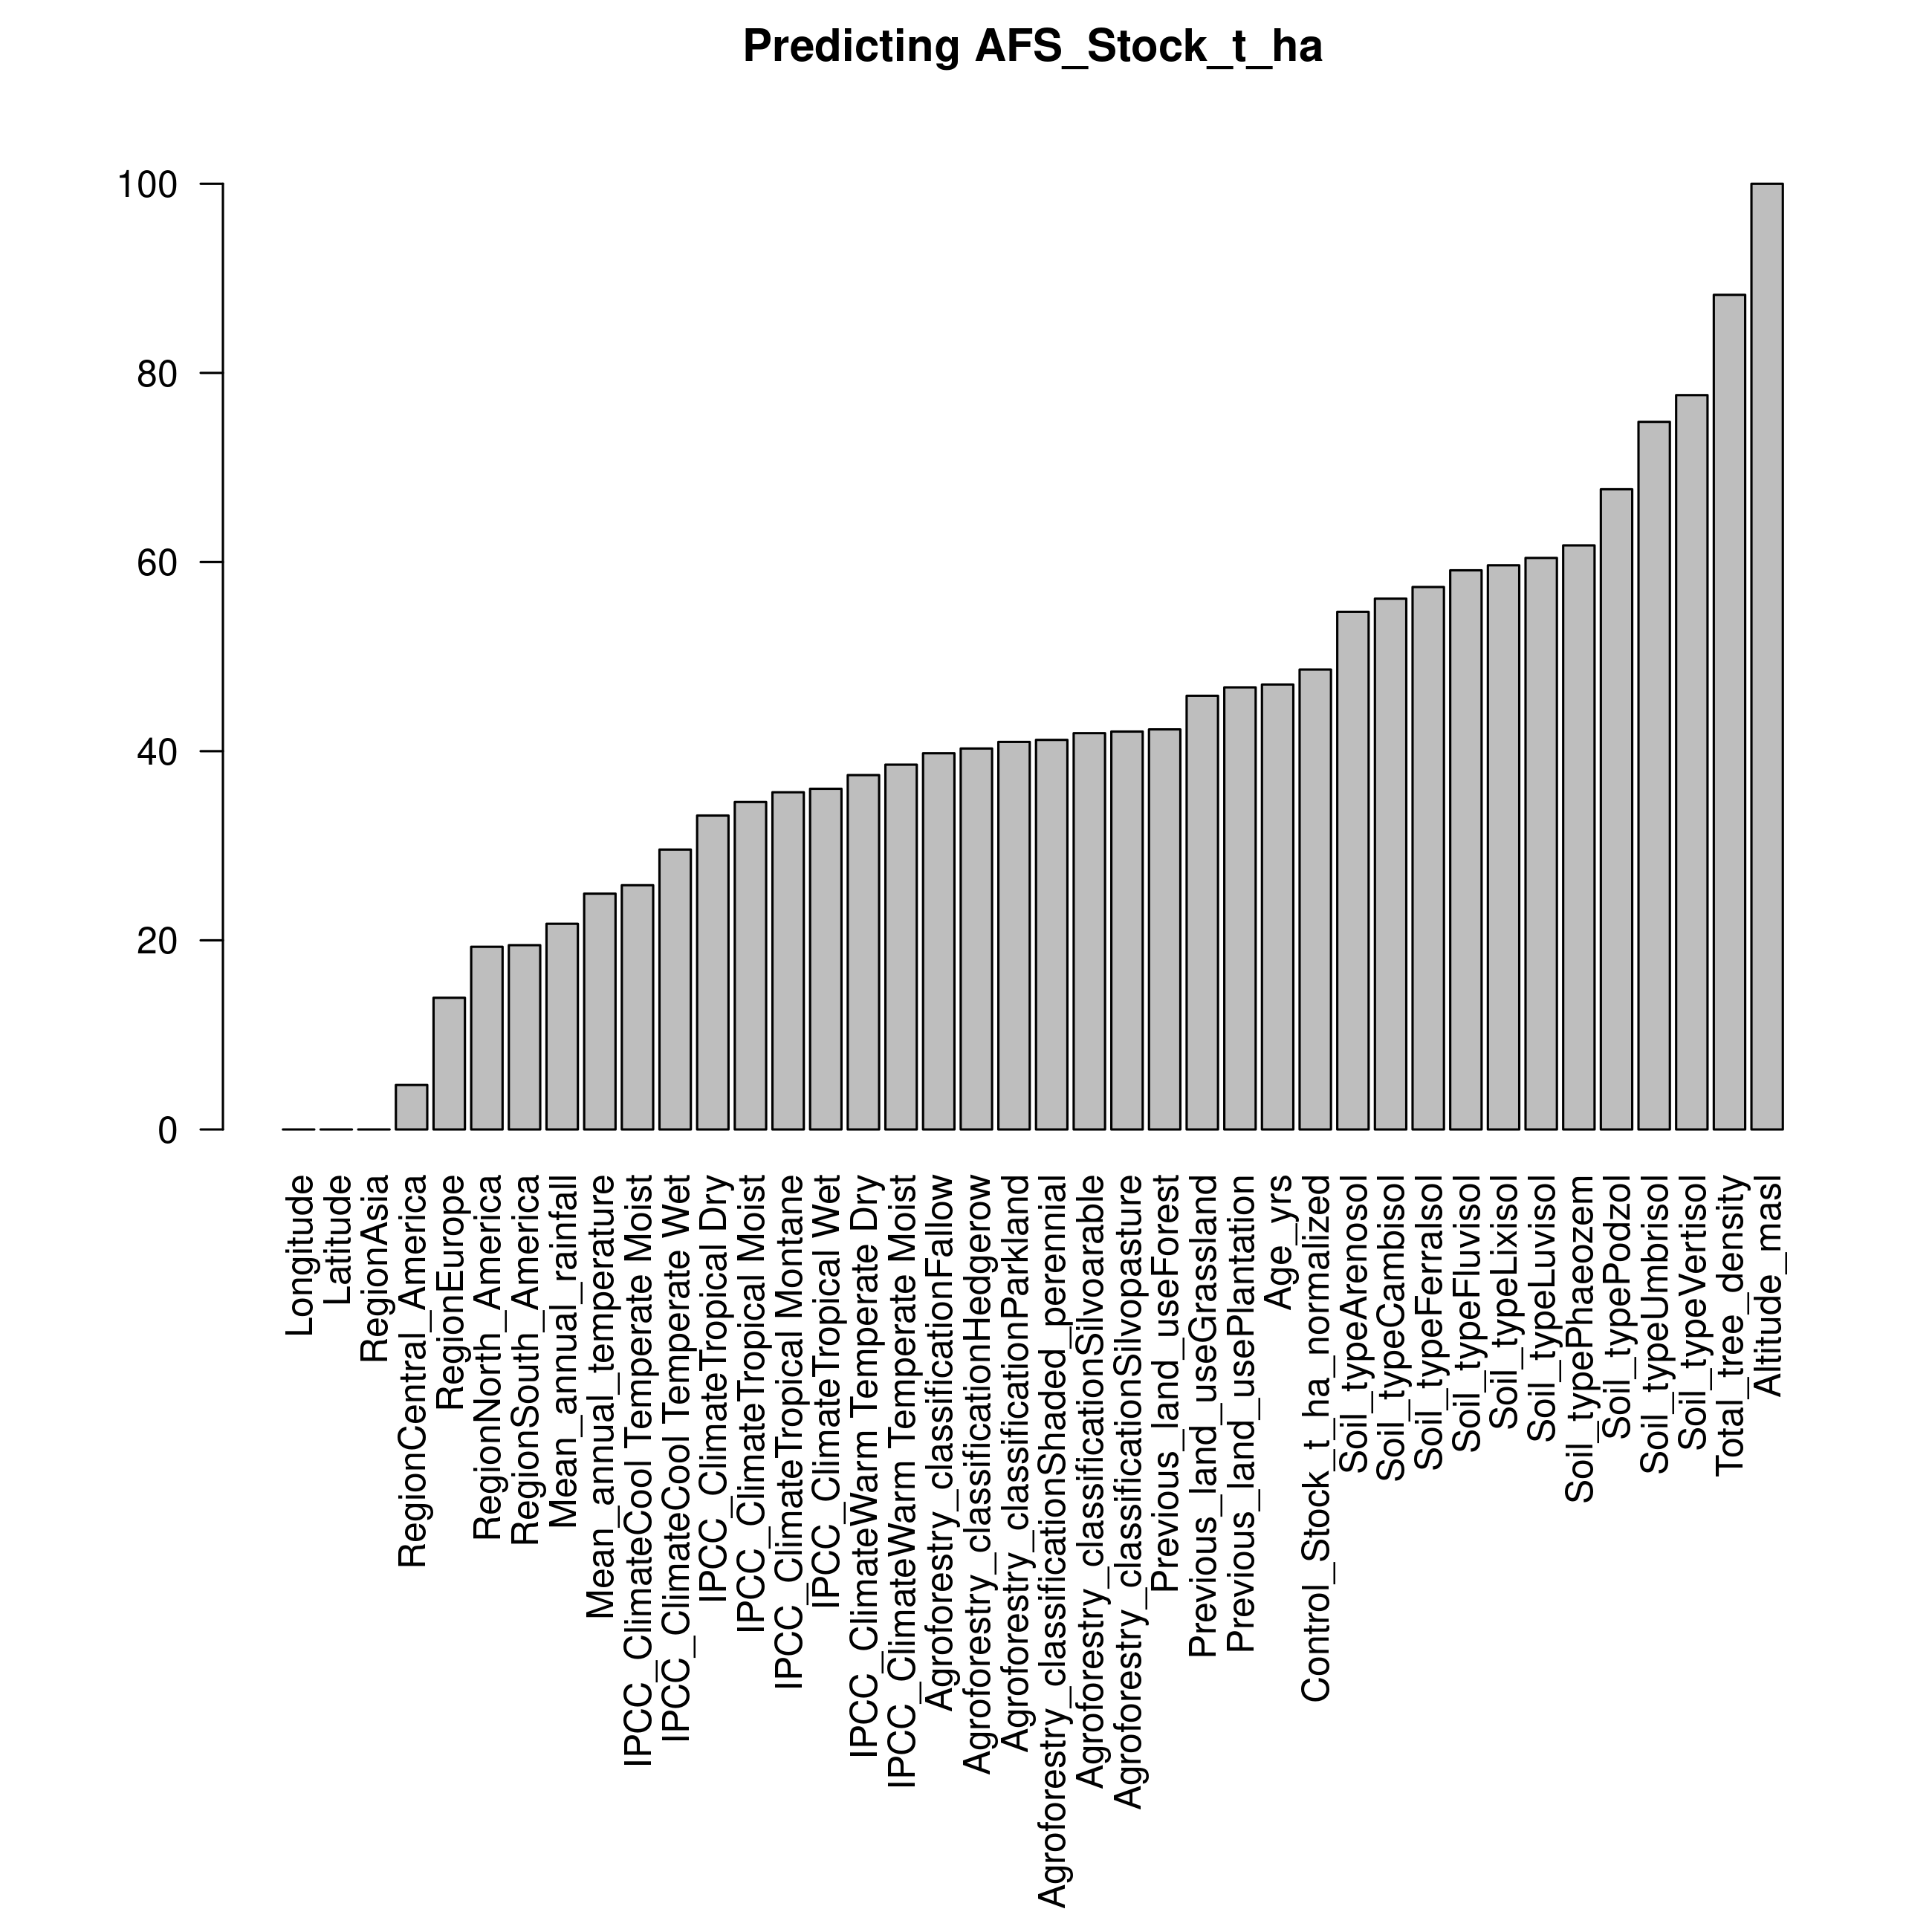 Predicting AFS_Stock_t_ha
100
80
60
40
20
0
Longitude
Latitude
RegionAsia
RegionCentral_America
RegionEurope
RegionNorth_America
RegionSouth_America
Mean_annual_rainfall
Mean_annual_temperature
IPCC_ClimateCool Temperate Moist
IPCC_ClimateCool Temperate Wet
IPCC_ClimateTropical Dry
IPCC_ClimateTropical Moist
IPCC_ClimateTropical Montane
IPCC_ClimateTropical Wet
IPCC_ClimateWarm Temperate Dry
IPCC_ClimateWarm Temperate Moist
Agroforestry_classificationFallow
Agroforestry_classificationHedgerow
Agroforestry_classificationParkland
Agroforestry_classificationShaded_perennial
Agroforestry_classificationSilvoarable
Agroforestry_classificationSilvopasture
Previous_land_useForest
Previous_land_useGrassland
Previous_land_usePlantation
Age_yrs
Control_Stock_t_ha_normalized
Soil_typeArenosol
Soil_typeCambisol
Soil_typeFerralsol
Soil_typeFluvisol
Soil_typeLixisol
Soil_typeLuvisol
Soil_typePhaeozem
Soil_typePodzol
Soil_typeUmbrisol
Soil_typeVertisol
Total_tree_density
Altitude_masl